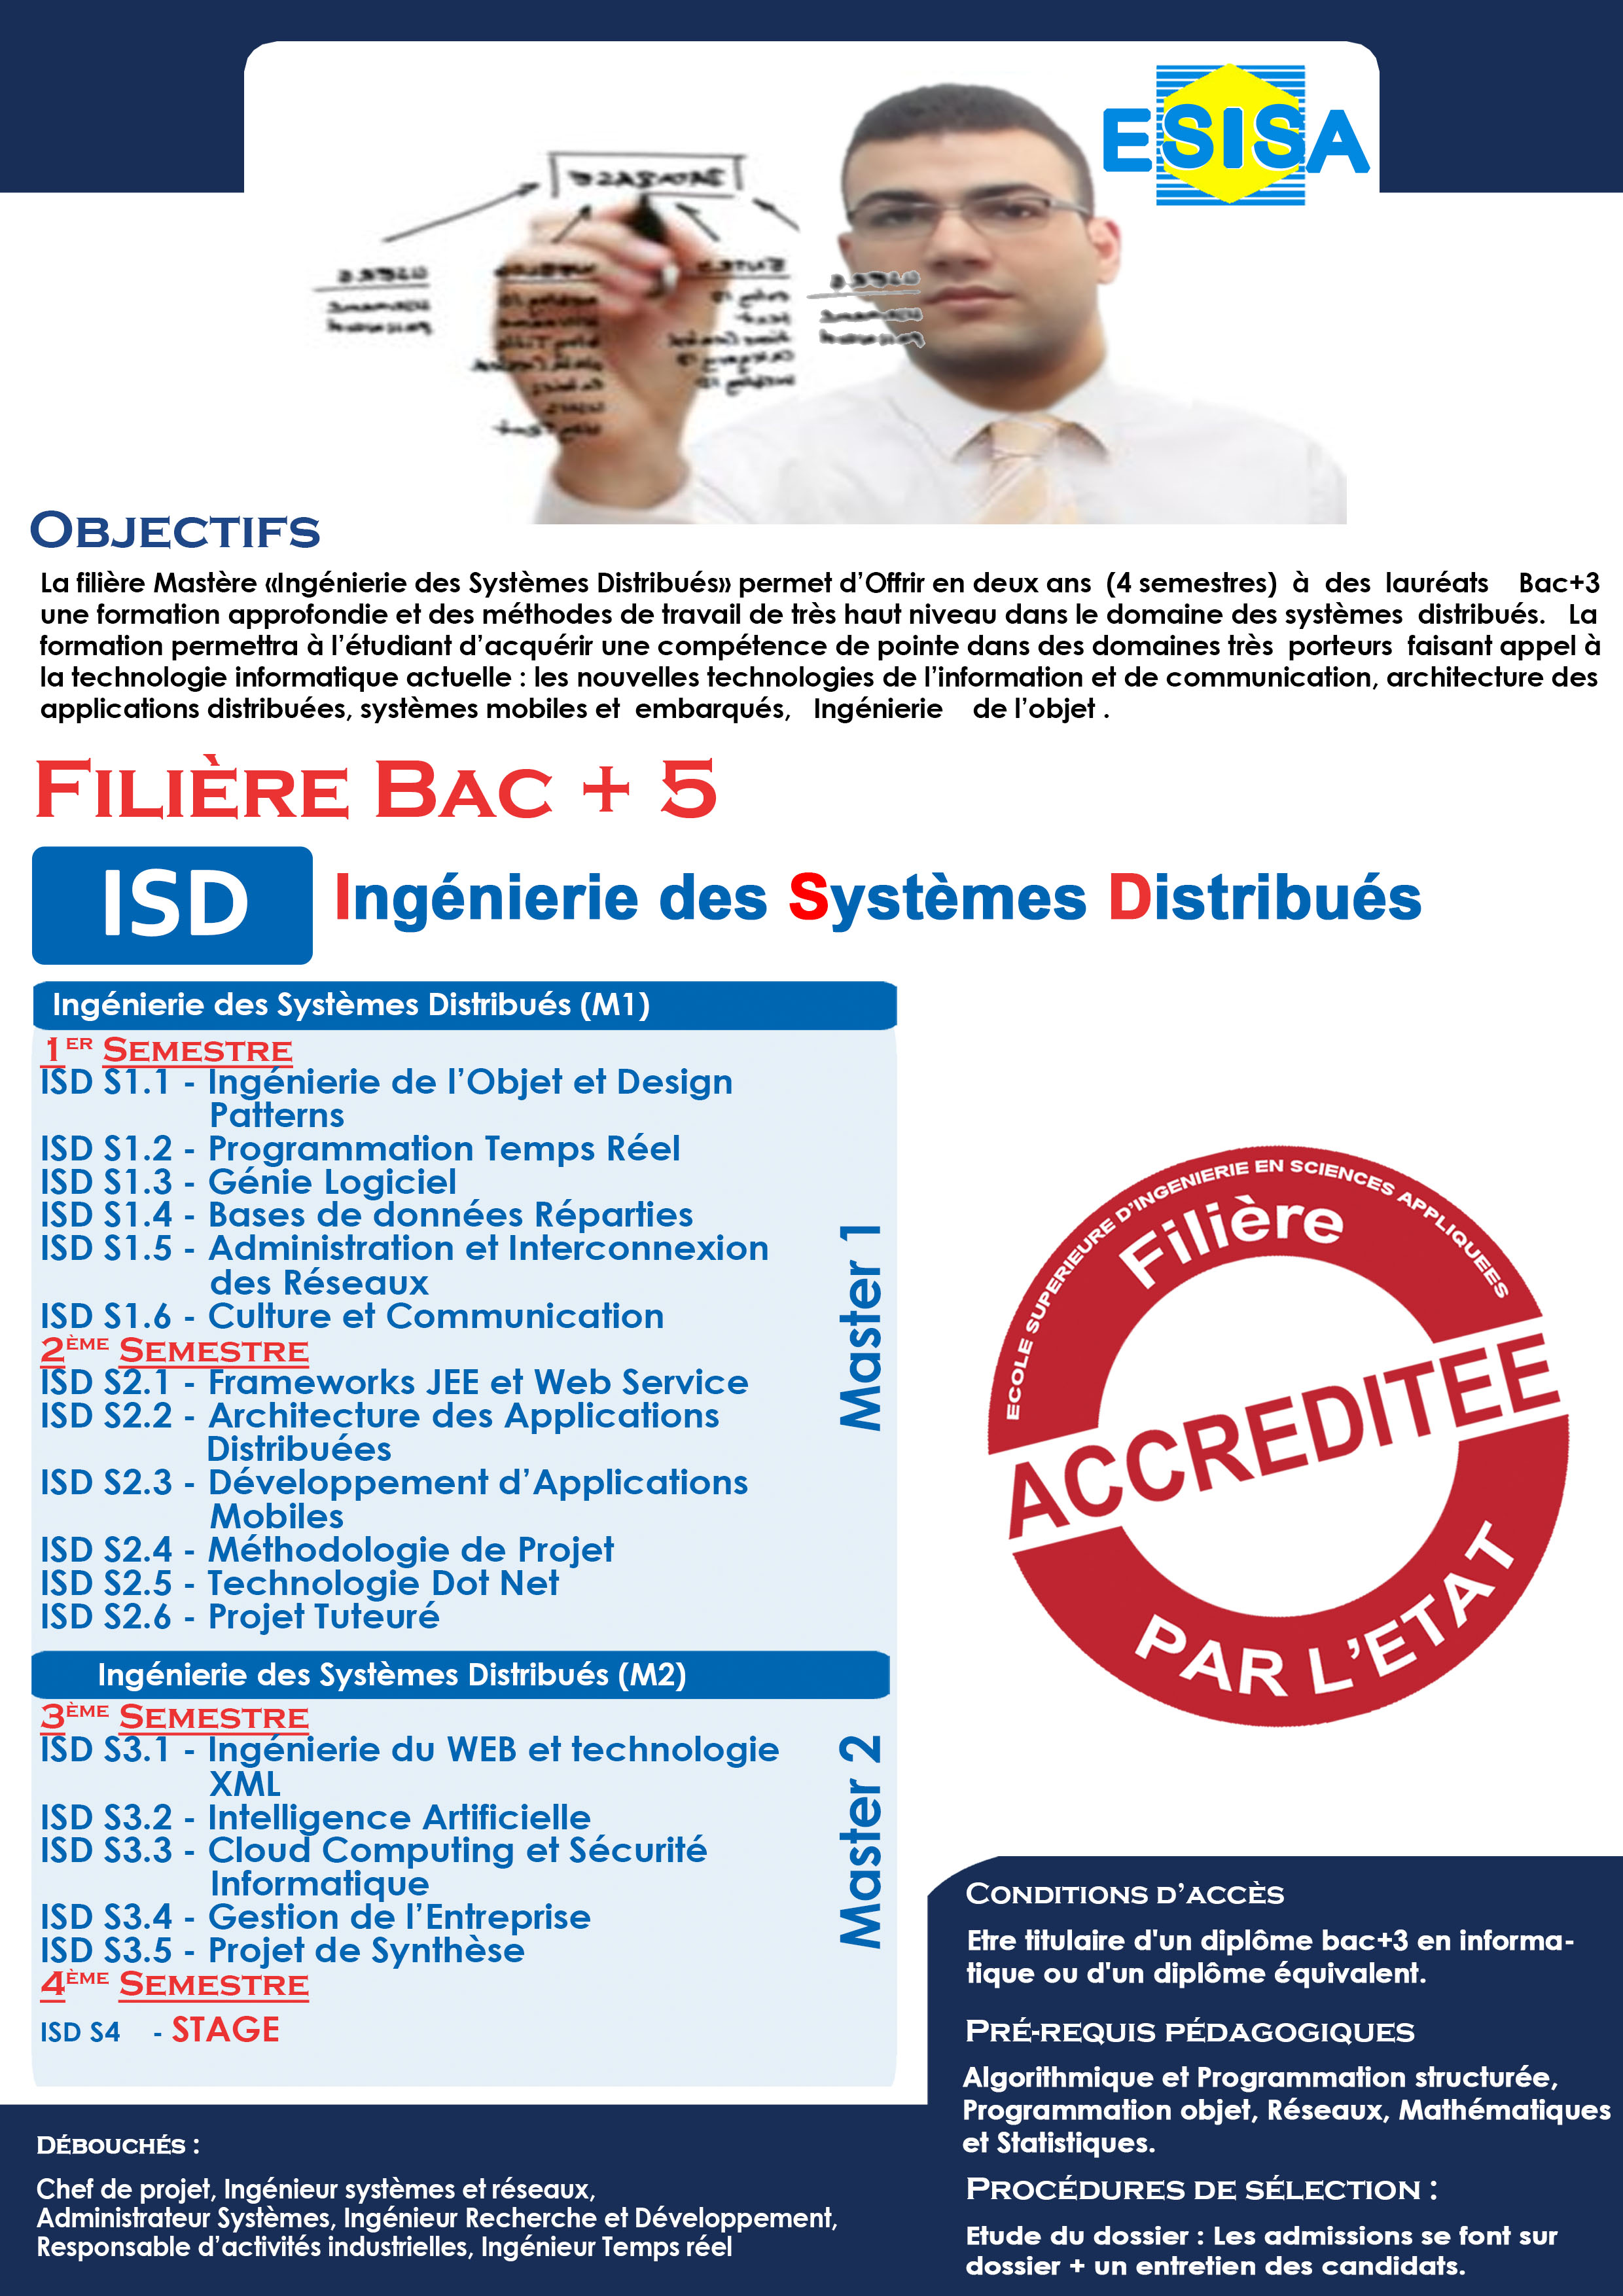 ESISA
OBJECTIFS
La filière Mastère «Ingénierie des Systèmes Distribués» permet d’Offrir en deux ans (4 semestres) à des lauréats Bac+3
une formation approfondie et des méthodes de travail de très haut niveau dans le domaine des systèmes distribués. La
formation permettra à l’étudiant d’acquérir une compétence de pointe dans des domaines très porteurs faisant appel à
la technologie informatique actuelle : les nouvelles technologies de l’information et de communication, architecture des
applications distribuées, systèmes mobiles et embarqués, Ingénierie de l’objet .
FILIÈRE BAC + 5
ISD
Ingénierie des Systèmes Distribués
Ingénierie des Systèmes Distribués (M1)
1ER SEMESTRE
ISD S1.1 - Ingénierie de l’Objet et Design
Patterns
ISD S1.2 - Programmation Temps Réel
ISD S1.3 - Génie Logiciel
ISD S1.4 - Bases de données Réparties
ISD S1.5 - Administration et Interconnexion
des Réseaux
ISD S1.6 - Culture et Communication
2ÈME SEMESTRE
ISD S2.1 - Frameworks JEE et Web Service
ISD S2.2 - Architecture des Applications
Distribuées
ISD S2.3 - Développement d’Applications
Mobiles
ISD S2.4 - Méthodologie de Projet
ISD S2.5 - Technologie Dot Net
ISD S2.6 - Projet Tuteuré
Master 1
Ingénierie des Systèmes Distribués (M2)
3ÈME SEMESTRE
ISD S3.1 - Ingénierie du WEB et technologie
XML
ISD S3.2 - Intelligence Artificielle
ISD S3.3 - Cloud Computing et Sécurité
Informatique
ISD S3.4 - Gestion de l’Entreprise
ISD S3.5 - Projet de Synthèse
4ÈME SEMESTRE
ISD S4 - STAGE
Master 2
ECOLE SUPERIEURE D’INGENIERIE EN SCIENCES APPLIQUEES
Filière
ACCREDITEE
PAR L’ETAT
CONDITIONS D’ACCÈS
Etre titulaire d'un diplôme bac+3 en informa-
tique ou d'un diplôme équivalent.
PRÉ-REQUIS PÉDAGOGIQUES
Algorithmique et Programmation structurée,
Programmation objet, Réseaux, Mathématiques
et Statistiques.
PROCÉDURES DE SÉLECTION :
Etude du dossier : Les admissions se font sur
dossier + un entretien des candidats.
DÉBOUCHÉS :
Chef de projet, Ingénieur systèmes et réseaux,
Administrateur Systèmes, Ingénieur Recherche et Développement,
Responsable d’activités industrielles, Ingénieur Temps réel